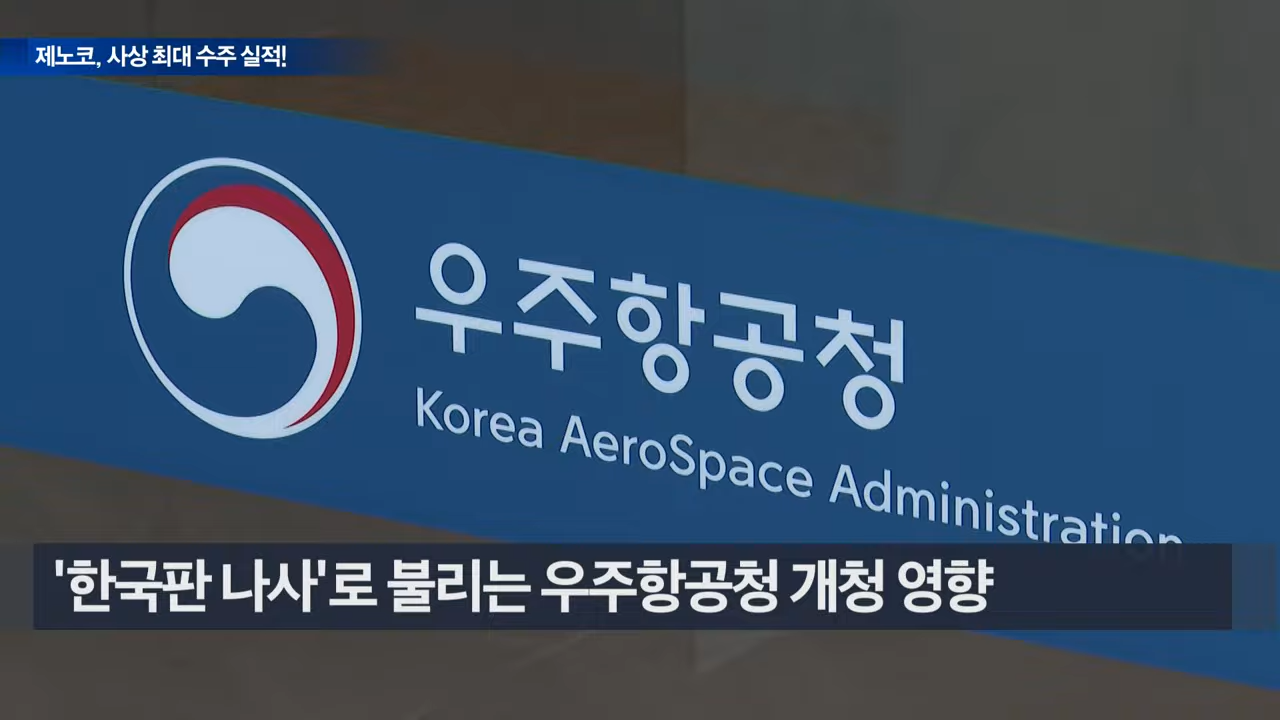 제노코, 사상 최대 수주 실적!
우주항공청
Korea AeroSpace Administration
'한국판 나사'로 불리는 우주항공청 개청 영향